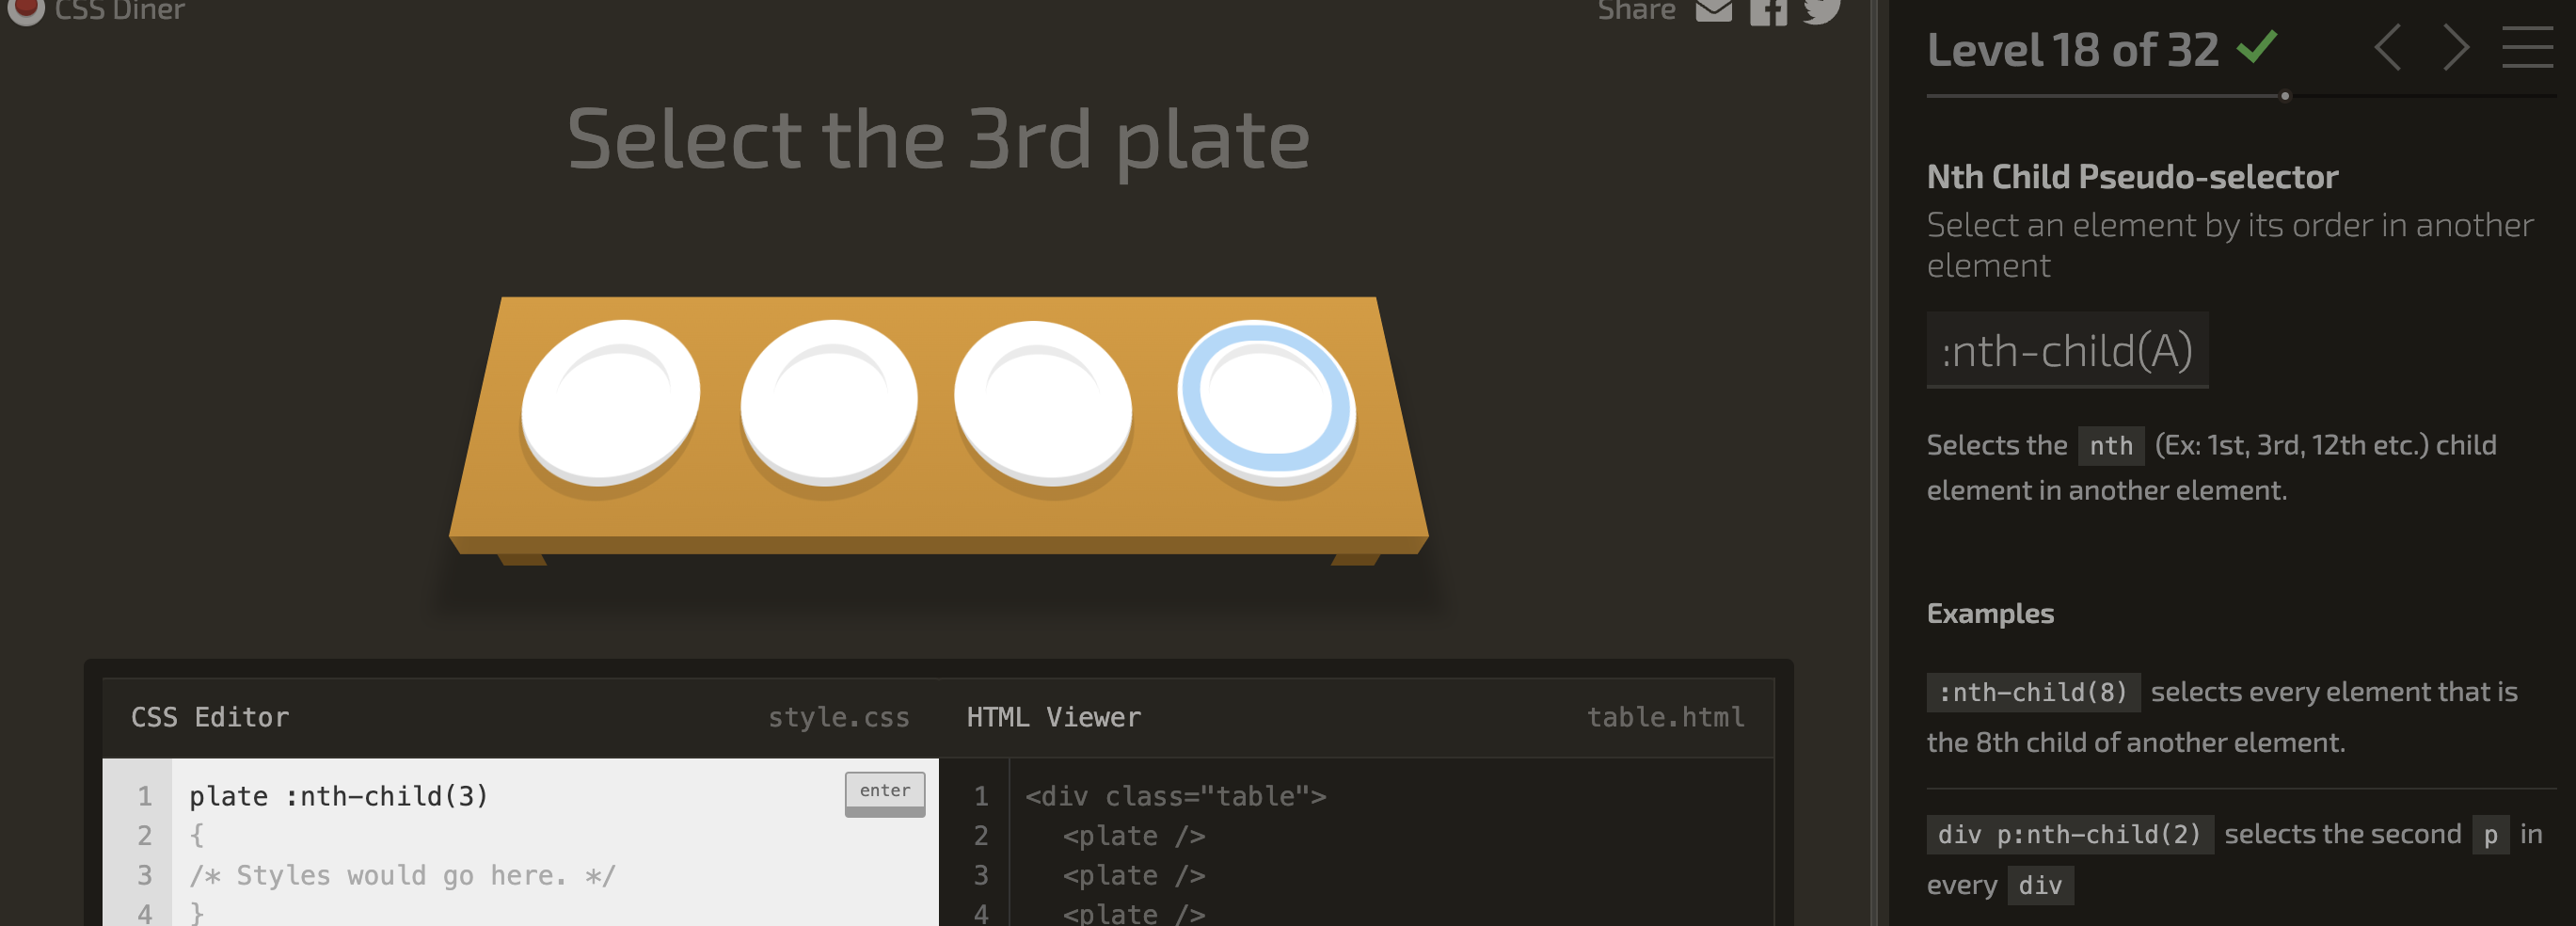 CSS Diner
Share
Select the 3rd plate
CSS Editor style.css
1 plate :nth-child(3)
enter
2 {
3 /* Styles would go here. */
4 }
HTML Viewer table.html
1 <div class="table">
2 <plate />
3 <plate />
4 <plate />
Level 18 of 32
Nth Child Pseudo-selector
Select an element by its order in another
element
:nth-child(A)
Selects the nth (Ex: 1st, 3rd, 12th etc.) child
element in another element.
Examples
:nth-child(8) selects every element that is
the 8th child of another element.
div p:nth-child(2) selects the second p in
every div